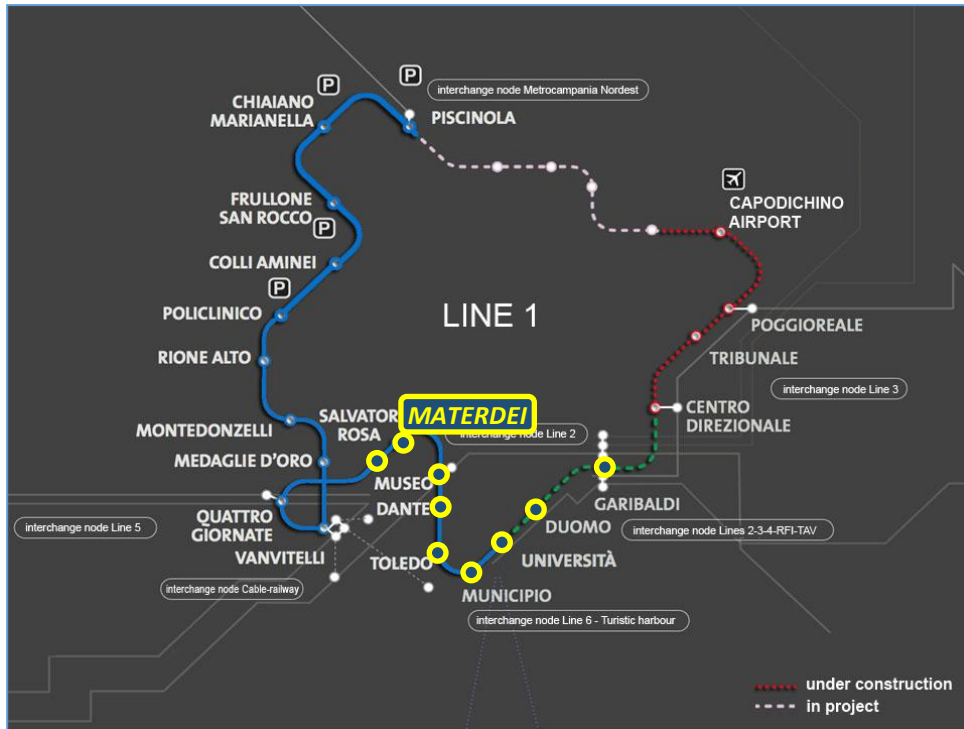 P
P
interchange node Metrocampania Nordest
CHIAIANO
MARIANELLA
PISCINOLA
FRULLONE
SAN ROCCO
P
CAPODICHINO
AIRPORT
COLLI AMINEI
P
POLICLINICO
LINE 1
POGGIOREALE
RIONE ALTO
TRIBUNALE
interchange node Line 3
SALVATOR
ROSA
MATERDEI
CENTRO
DIREZIONALE
MONTEDONZELLI
interchange node Line 2
MEDAGLIE D'ORO
MUSEO
GARIBALDI
DANTE
QUATTRO
GIORNATE
interchange node Line 5
DUOMO
interchange node Lines 2-3-4-RFI-TAV
VANVITELLI
TOLEDO
UNIVERSITÀ
interchange node Cable-railway
MUNICIPIO
interchange node Line 6 - Turistic harbour
under construction
in project